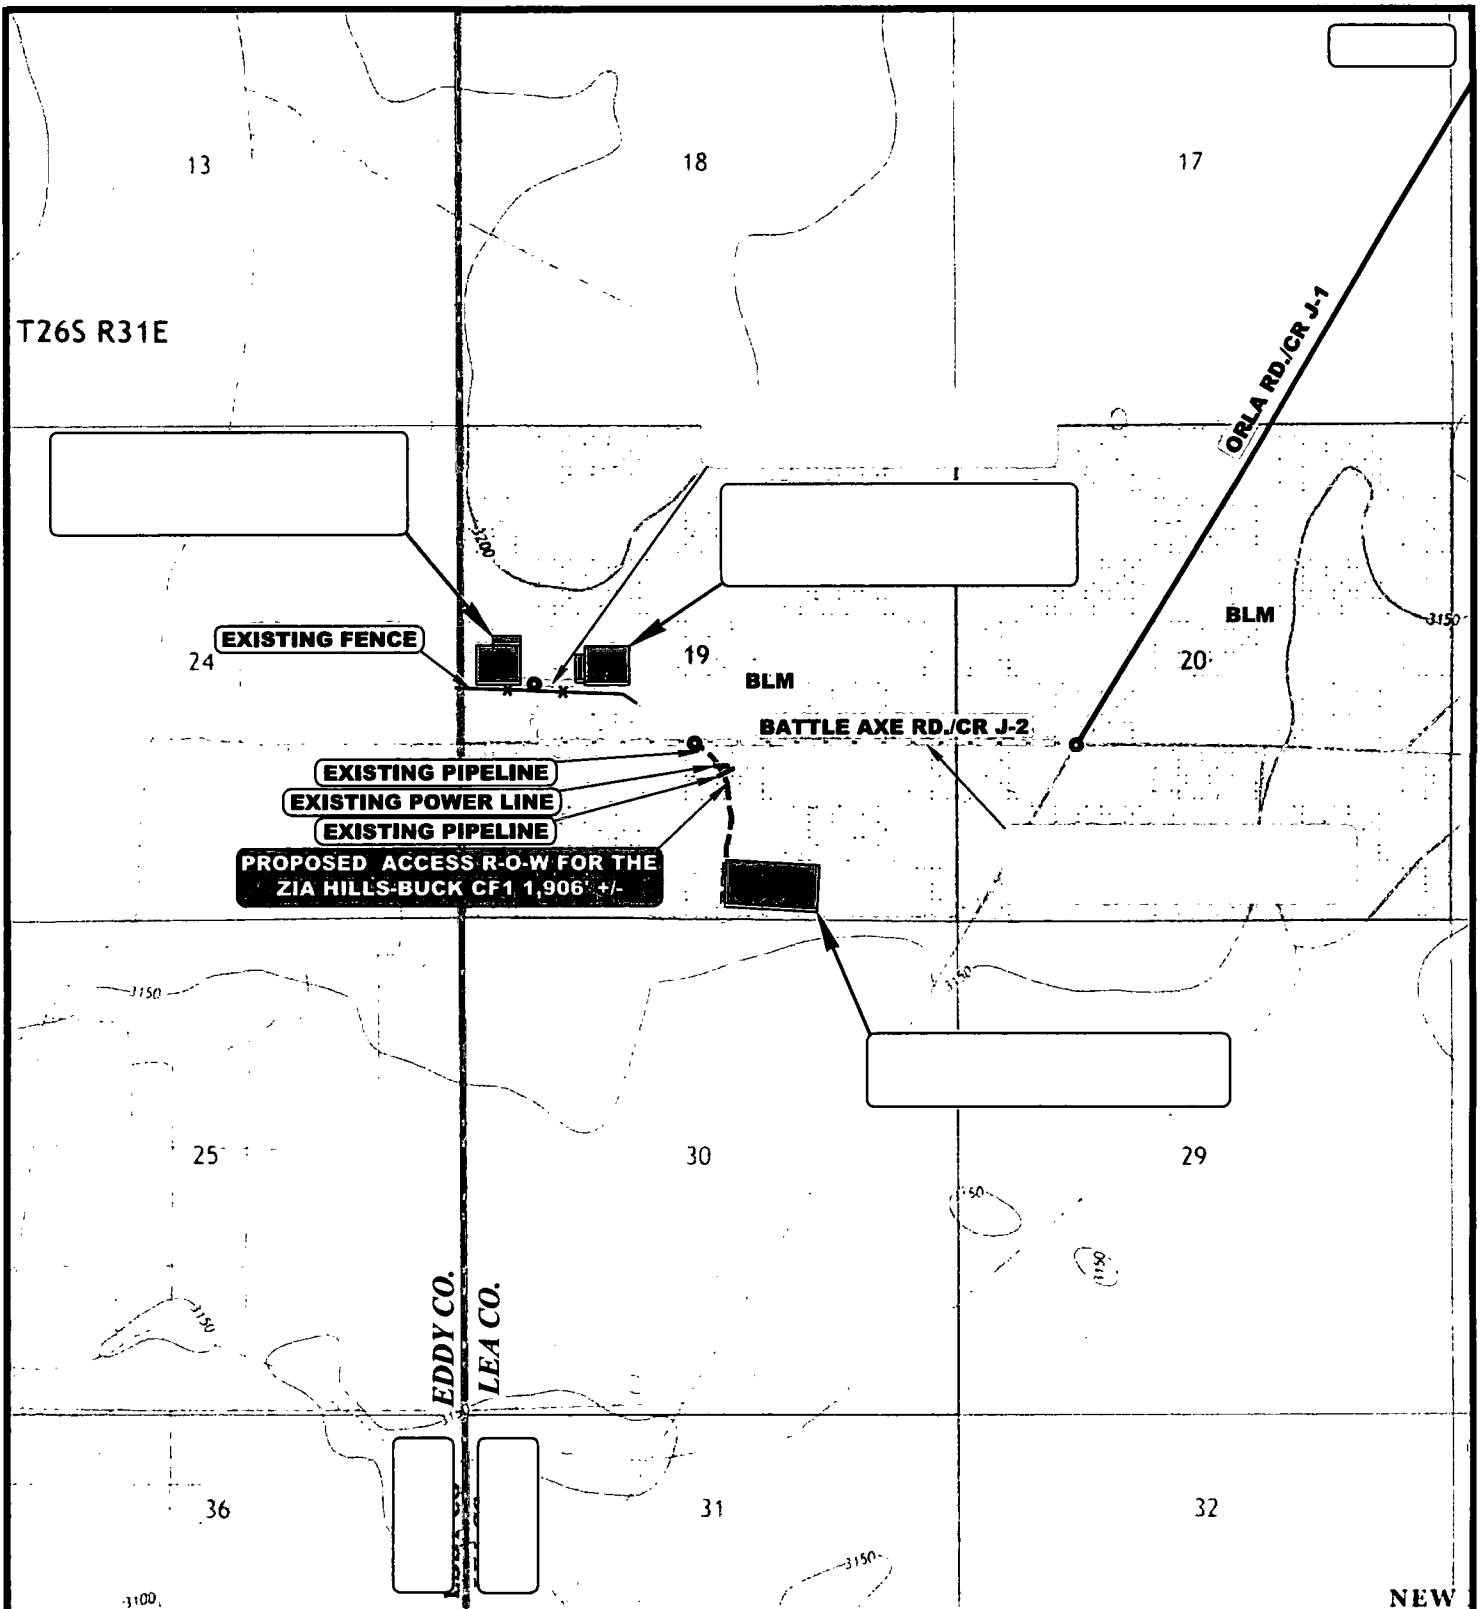 13
18
17
T26S R31E
ORLA RD./CR J-1
3200
EXISTING FENCE
24
19
BLM
BLM
3150
20
BATTLE AXE RD./CR J-2
EXISTING PIPELINE
EXISTING POWER LINE
EXISTING PIPELINE
PROPOSED ACCESS R-O-W FOR THE
ZIA HILLS-BUCK CF1 1,906' +/-
3150
3150
25
30
29
3150
3150
EDDY CO.
LEA CO.
36
31
32
3150
3100
NEW